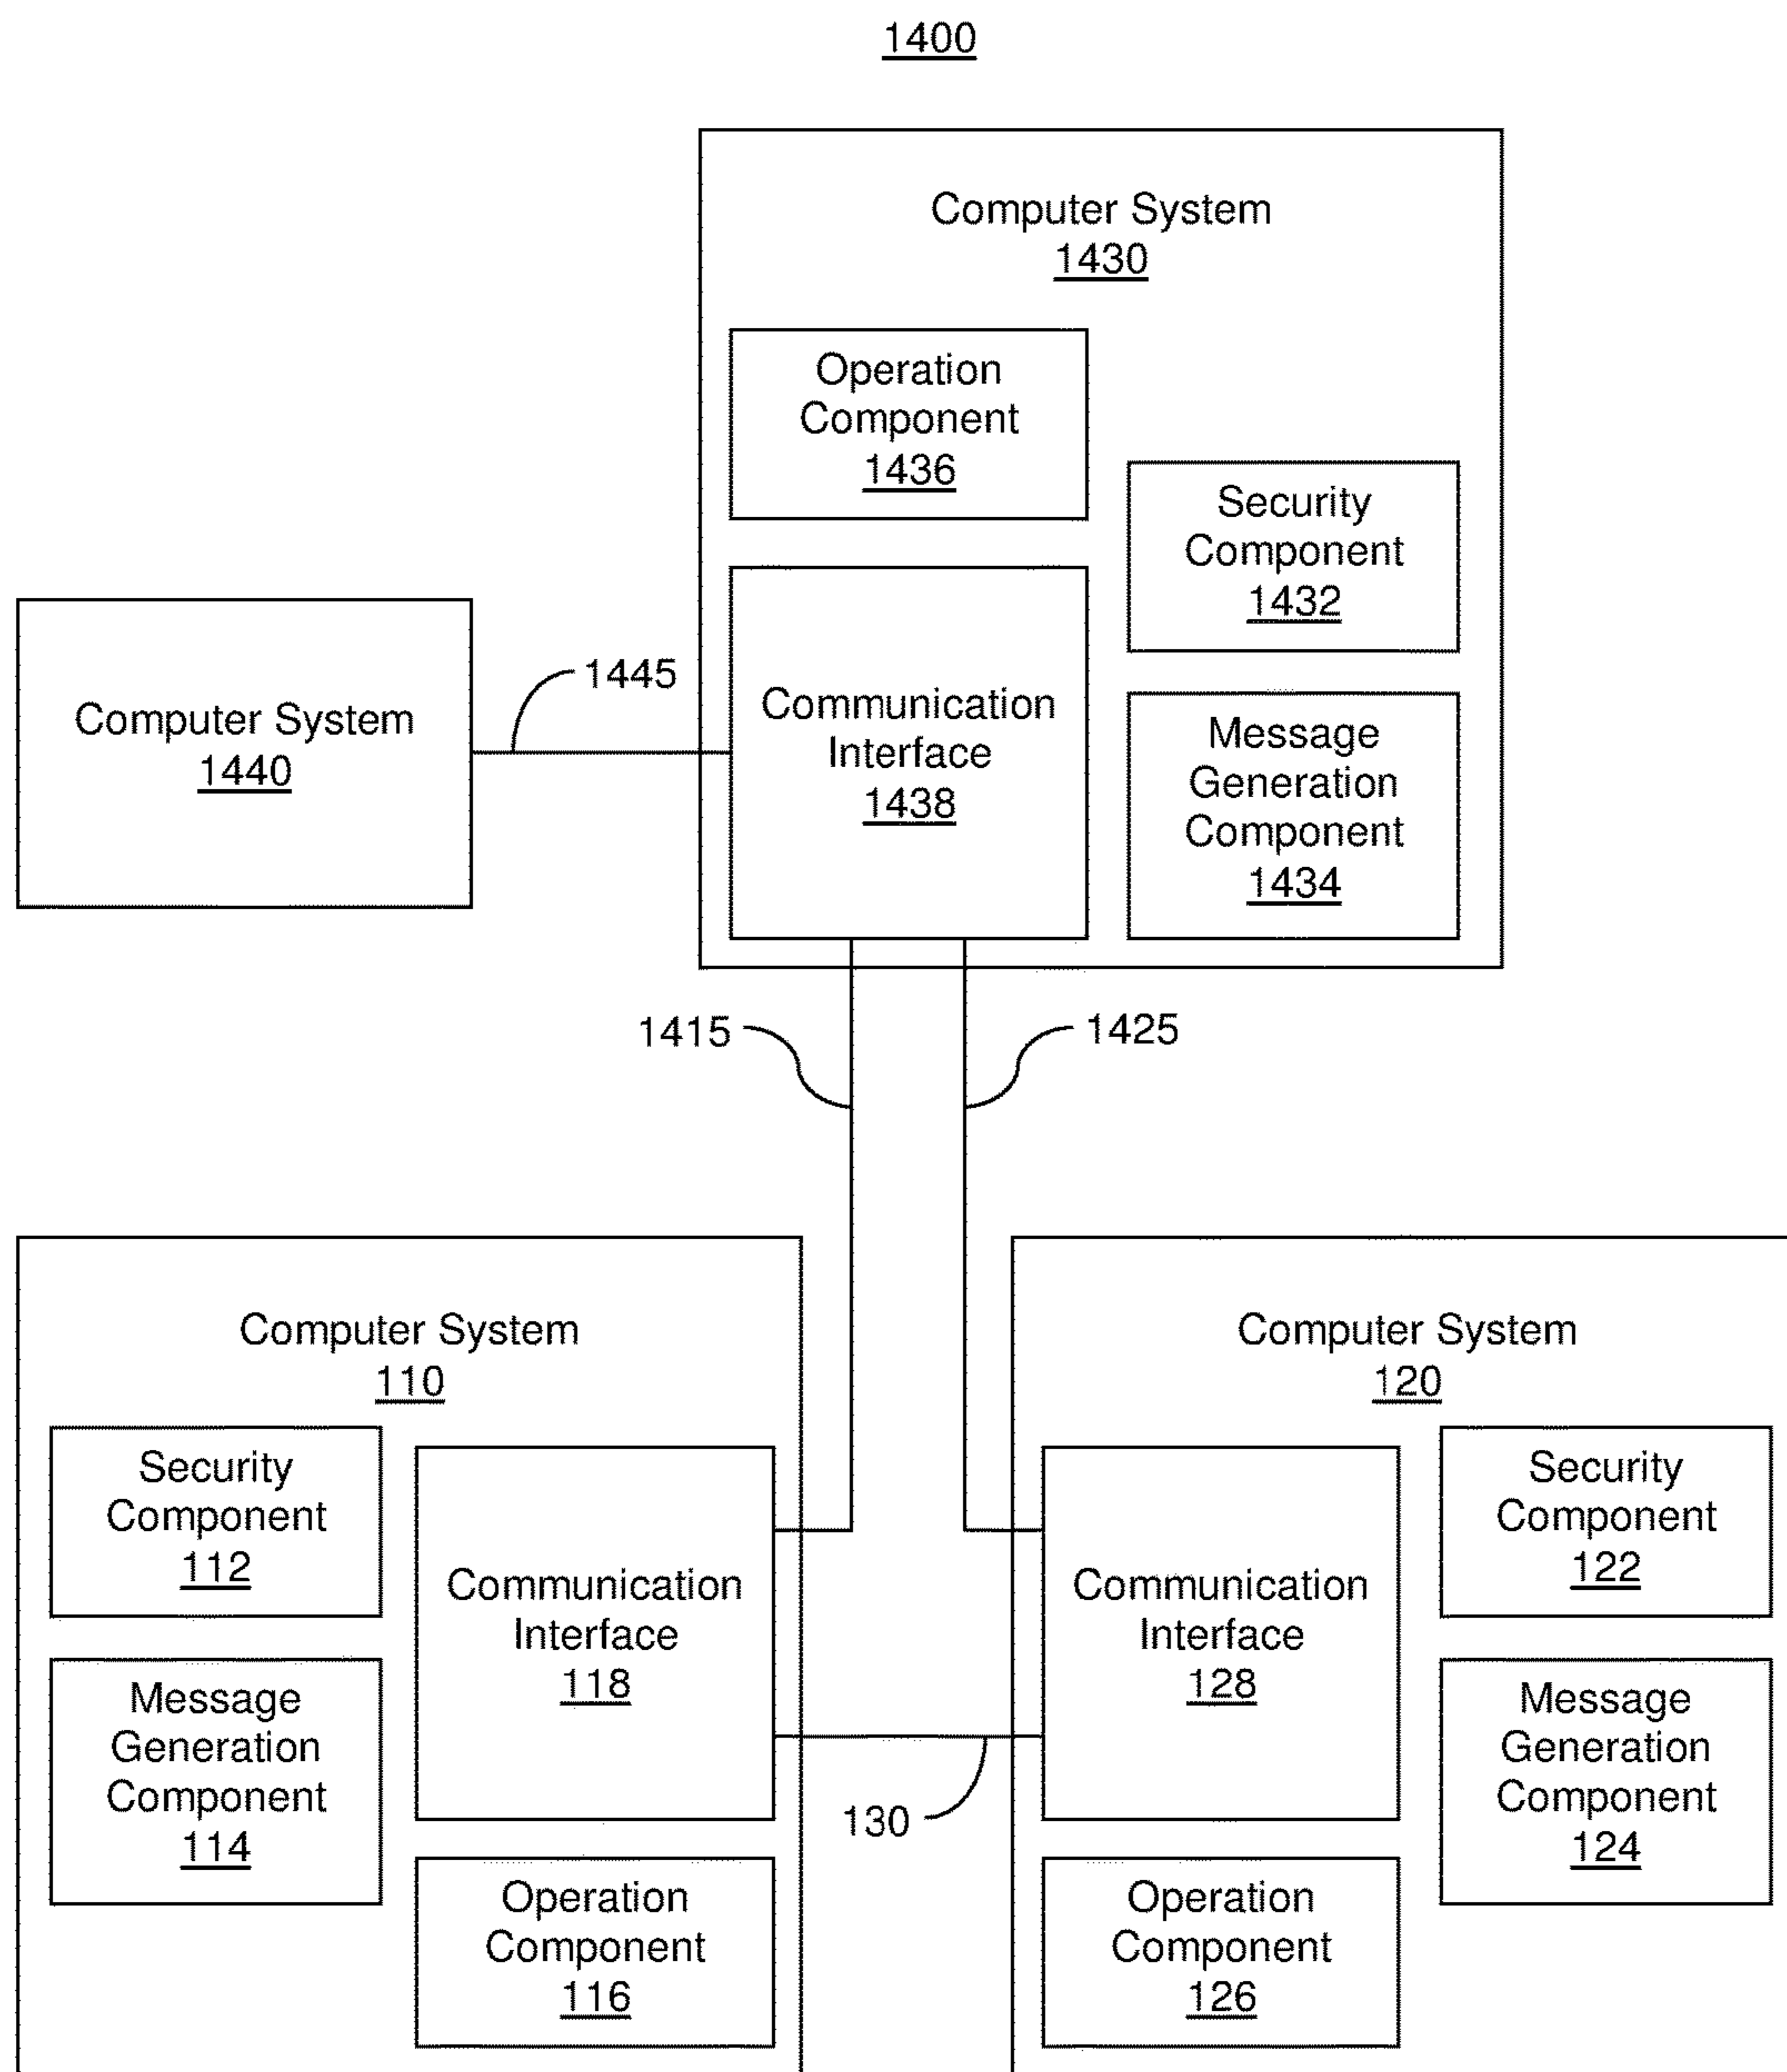 1400
Computer System
1430
Operation
Component
1436
Security
Component
1432
Communication
Interface
1438
Message
Generation
Component
1434
Computer System
1440
1445
1415
1425
Computer System
110
Security
Component
112
Message
Generation
Component
114
Communication
Interface
118
Operation
Component
116
130
Computer System
120
Communication
Interface
128
Operation
Component
126
Security
Component
122
Message
Generation
Component
124